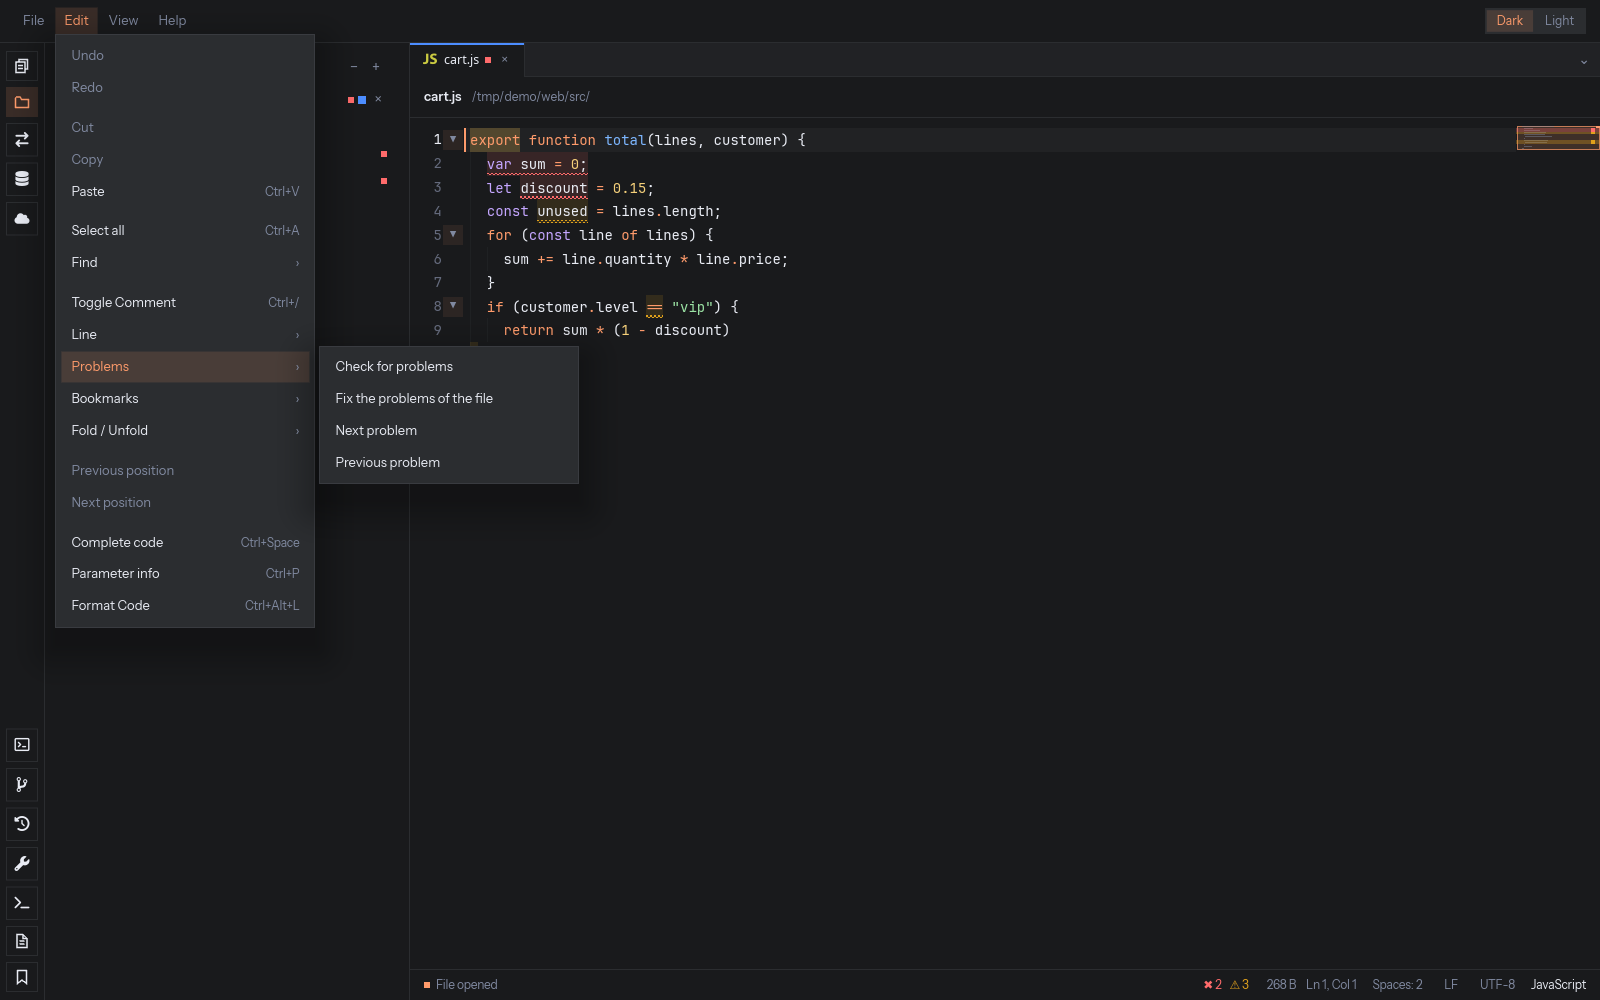 File Edit View Help Dark Light
Undo
Redo
Cut
Copy
Paste Ctrl+V
Select all Ctrl+A
Find ›
Toggle Comment Ctrl+/
Line ›
Problems ›
Bookmarks ›
Fold / Unfold ›
Previous position
Next position
Complete code Ctrl+Space
Parameter info Ctrl+P
Format Code Ctrl+Alt+L
Check for problems
Fix the problems of the file
Next problem
Previous problem
− +
×
JS cart.js ×
cart.js /tmp/demo/web/src/
1 export function total(lines, customer) {
2 var sum = 0;
3 let discount = 0.15;
4 const unused = lines.length;
5 for (const line of lines) {
6 sum += line.quantity * line.price;
7 }
8 if (customer.level == "vip") {
9 return sum * (1 - discount)
File opened
✖ 2 ⚠ 3 268 B Ln 1, Col 1 Spaces: 2 LF UTF-8 JavaScript